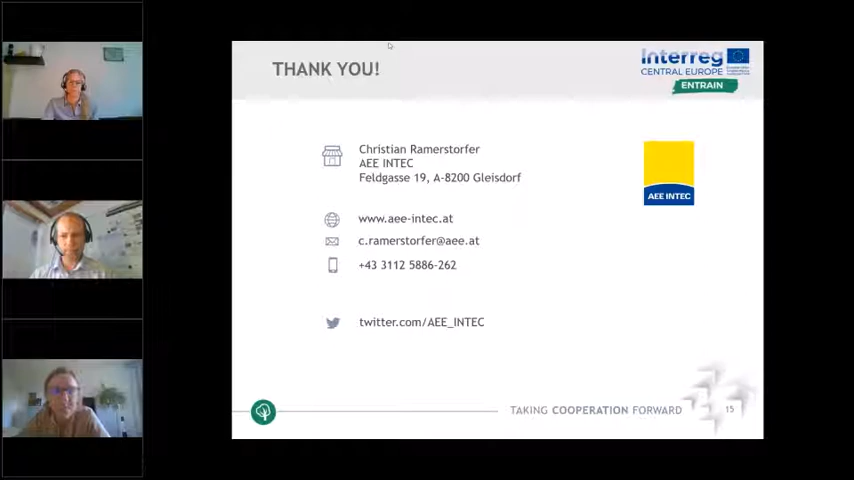 THANK YOU!
Interreg
CENTRAL EUROPE
ENTRAIN
Christian Ramerstorfer
AEE INTEC
Feldgasse 19, A-8200 Gleisdorf
AEE INTEC
www.aee-intec.at
c.ramerstorfer@aee.at
+43 3112 5886-262
twitter.com/AEE_INTEC
TAKING COOPERATION FORWARD
15